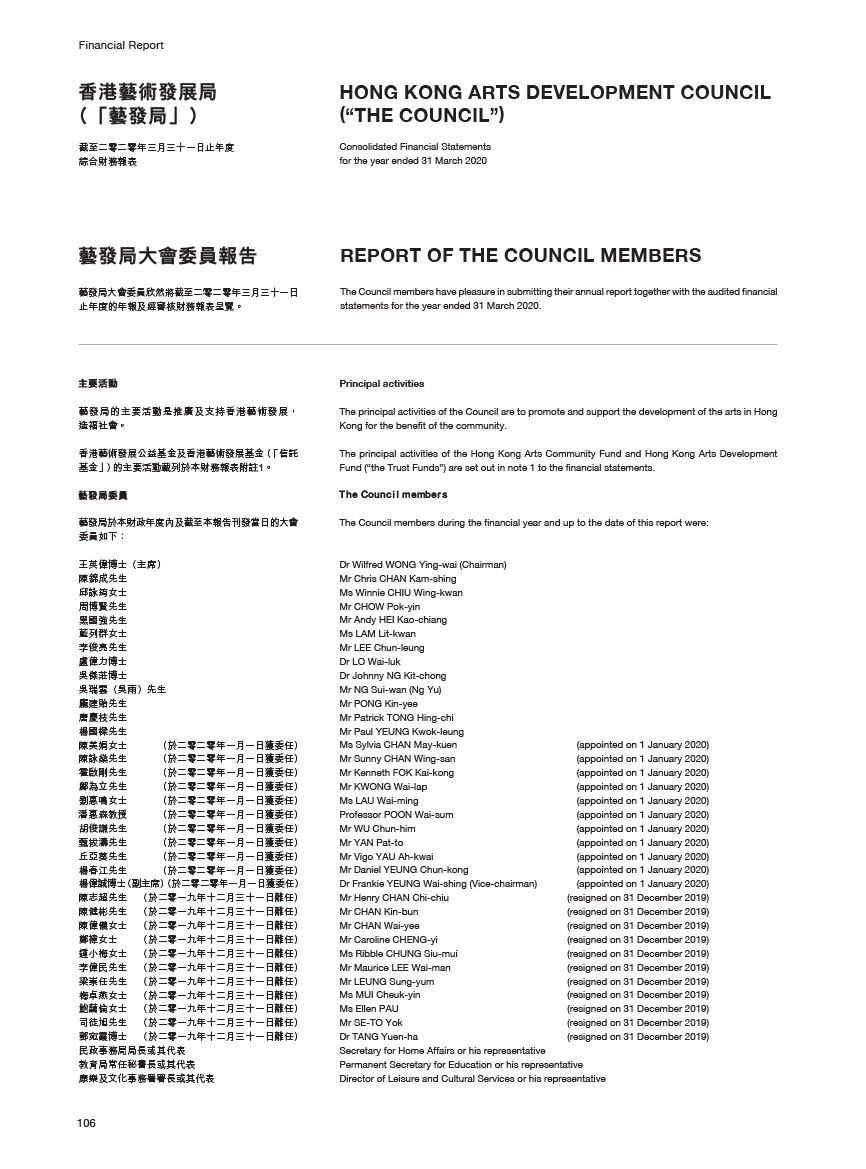 Financial Report
香港藝術發展局
（「藝發局」）
HONG KONG ARTS DEVELOPMENT COUNCIL
(“THE COUNCIL”)
截至二零二零年三月三十一日止年度
綜合財務報表
Consolidated Financial Statements
for the year ended 31 March 2020
藝發局大會委員報告
REPORT OF THE COUNCIL MEMBERS
藝發局大會委員欣然將截至二零二零年三月三十一日
止年度的年報及經審核財務報表呈覽。
The Council members have pleasure in submitting their annual report together with the audited financial
statements for the year ended 31 March 2020.
主要活動
Principal activities
藝發局的主要活動是推廣及支持香港藝術發展，
造福社會。
The principal activities of the Council are to promote and support the development of the arts in Hong
Kong for the benefit of the community.
香港藝術發展公益基金及香港藝術發展基金（「信託
基金」）的主要活動載列於本財務報表附註1。
The principal activities of the Hong Kong Arts Community Fund and Hong Kong Arts Development
Fund (“the Trust Funds”) are set out in note 1 to the financial statements.
藝發局委員
The Council members
藝發局於本財政年度內及截至本報告刊發當日的大會
委員如下：
The Council members during the financial year and up to the date of this report were:
王英偉博士（主席） Dr Wilfred WONG Ying-wai (Chairman)
陳錦成先生 Mr Chris CHAN Kam-shing
邱詠筠女士 Ms Winnie CHIU Wing-kwan
周博賢先生 Mr CHOW Pok-yin
黑國強先生 Mr Andy HEI Kao-chiang
藍列群女士 Ms LAM Lit-kwan
李俊亮先生 Mr LEE Chun-leung
盧偉力博士 Dr LO Wai-luk
吳傑莊博士 Dr Johnny NG Kit-chong
吳瑞雲（吳雨）先生 Mr NG Sui-wan (Ng Yu)
龐建貽先生 Mr PONG Kin-yee
唐慶枝先生 Mr Patrick TONG Hing-chi
楊國樑先生 Mr Paul YEUNG Kwok-leung
陳美娟女士 （於二零二零年一月一日獲委任） Ms Sylvia CHAN May-kuen (appointed on 1 January 2020)
陳詠燊先生 （於二零二零年一月一日獲委任） Mr Sunny CHAN Wing-san (appointed on 1 January 2020)
霍啟剛先生 （於二零二零年一月一日獲委任） Mr Kenneth FOK Kai-kong (appointed on 1 January 2020)
鄺為立先生 （於二零二零年一月一日獲委任） Mr KWONG Wai-lap (appointed on 1 January 2020)
劉惠鳴女士 （於二零二零年一月一日獲委任） Ms LAU Wai-ming (appointed on 1 January 2020)
潘惠森教授 （於二零二零年一月一日獲委任） Professor POON Wai-sum (appointed on 1 January 2020)
胡俊謙先生 （於二零二零年一月一日獲委任） Mr WU Chun-him (appointed on 1 January 2020)
甄拔濤先生 （於二零二零年一月一日獲委任） Mr YAN Pat-to (appointed on 1 January 2020)
丘亞葵先生 （於二零二零年一月一日獲委任） Mr Vigo YAU Ah-kwai (appointed on 1 January 2020)
楊春江先生 （於二零二零年一月一日獲委任） Mr Daniel YEUNG Chun-kong (appointed on 1 January 2020)
楊偉誠博士（副主席）（於二零二零年一月一日獲委任） Dr Frankie YEUNG Wai-shing (Vice-chairman) (appointed on 1 January 2020)
陳志超先生 （於二零一九年十二月三十一日離任） Mr Henry CHAN Chi-chiu (resigned on 31 December 2019)
陳健彬先生 （於二零一九年十二月三十一日離任） Mr CHAN Kin-bun (resigned on 31 December 2019)
陳偉儀女士 （於二零一九年十二月三十一日離任） Mr CHAN Wai-yee (resigned on 31 December 2019)
鄭禕女士 （於二零一九年十二月三十一日離任） Mr Caroline CHENG-yi (resigned on 31 December 2019)
鍾小梅女士 （於二零一九年十二月三十一日離任） Ms Ribble CHUNG Siu-mui (resigned on 31 December 2019)
李偉民先生 （於二零一九年十二月三十一日離任） Mr Maurice LEE Wai-man (resigned on 31 December 2019)
梁崇任先生 （於二零一九年十二月三十一日離任） Mr LEUNG Sung-yum (resigned on 31 December 2019)
梅卓燕女士 （於二零一九年十二月三十一日離任） Ms MUI Cheuk-yin (resigned on 31 December 2019)
鮑藹倫女士 （於二零一九年十二月三十一日離任） Ms Ellen PAU (resigned on 31 December 2019)
司徒旭先生 （於二零一九年十二月三十一日離任） Mr SE-TO Yok (resigned on 31 December 2019)
鄧宛霞博士 （於二零一九年十二月三十一日離任） Dr TANG Yuen-ha (resigned on 31 December 2019)
民政事務局局長或其代表 Secretary for Home Affairs or his representative
教育局常任秘書長或其代表 Permanent Secretary for Education or his representative
康樂及文化事務署署長或其代表 Director of Leisure and Cultural Services or his representative
106